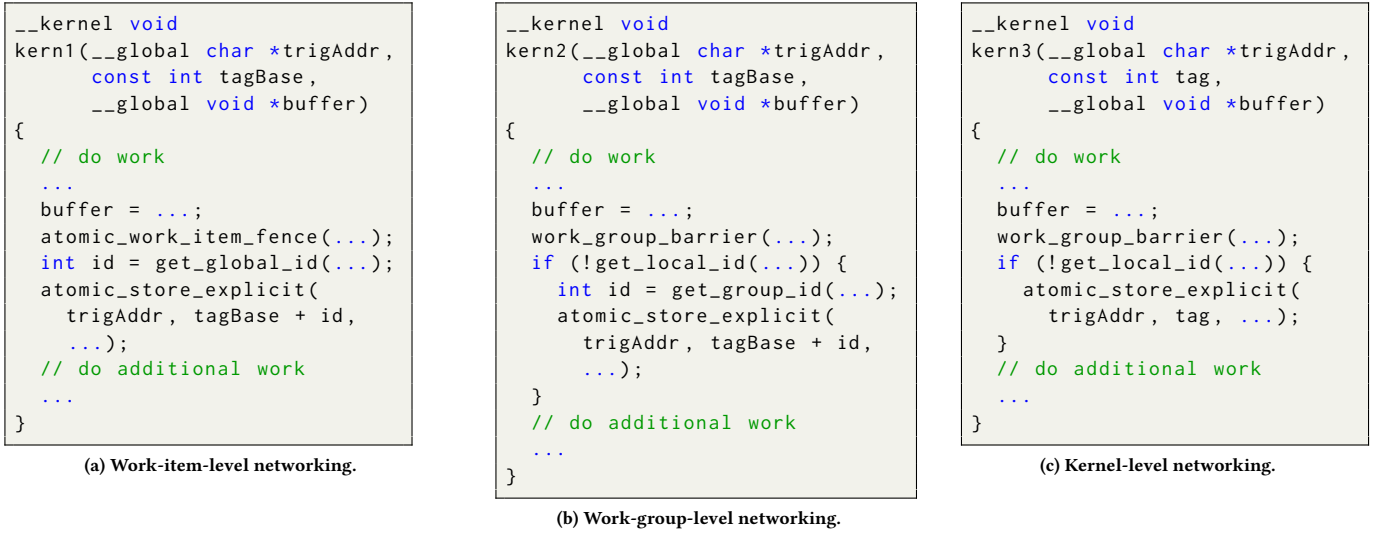 __kernel void
kern1(__global char *trigAddr,
      const int tagBase,
      __global void *buffer)
{
  // do work
  ...
  buffer = ...;
  atomic_work_item_fence(...);
  int id = get_global_id(...);
  atomic_store_explicit(
    trigAddr, tagBase + id,
    ...);
  // do additional work
  ...
}
(a) Work-item-level networking.
__kernel void
kern2(__global char *trigAddr,
      const int tagBase,
      __global void *buffer)
{
  // do work
  ...
  buffer = ...;
  work_group_barrier(...);
  if (!get_local_id(...)) {
    int id = get_group_id(...);
    atomic_store_explicit(
      trigAddr, tagBase + id,
      ...);
  }
  // do additional work
  ...
}
(b) Work-group-level networking.
__kernel void
kern3(__global char *trigAddr,
      const int tag,
      __global void *buffer)
{
  // do work
  ...
  buffer = ...;
  work_group_barrier(...);
  if (!get_local_id(...)) {
    atomic_store_explicit(
      trigAddr, tag, ...);
  }
  // do additional work
  ...
}
(c) Kernel-level networking.